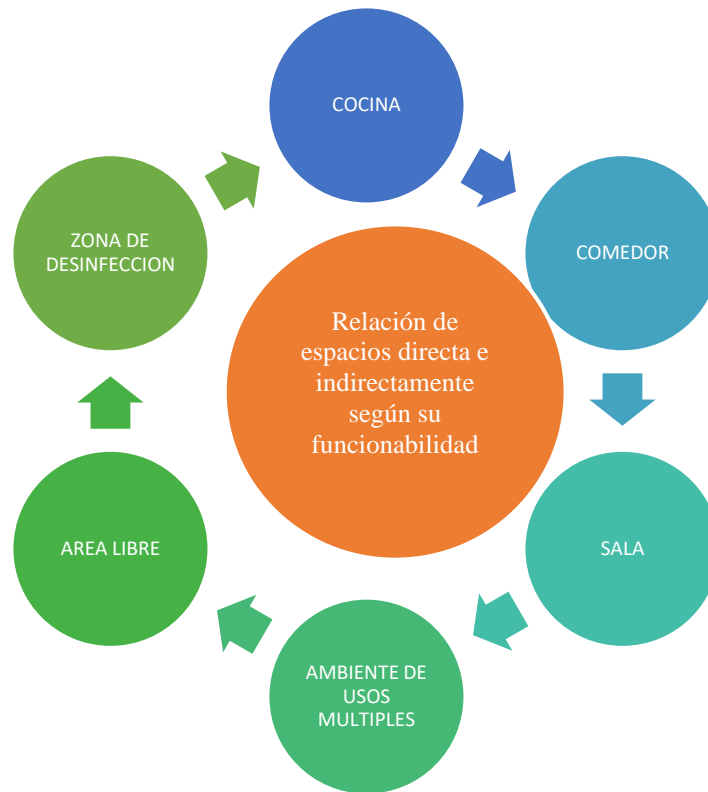 COCINA
COMEDOR
SALA
AMBIENTE DE
USOS
MULTIPLES
AREA LIBRE
ZONA DE
DESINFECCION
Relación de
espacios directa e
indirectamente
según su
funcionabilidad